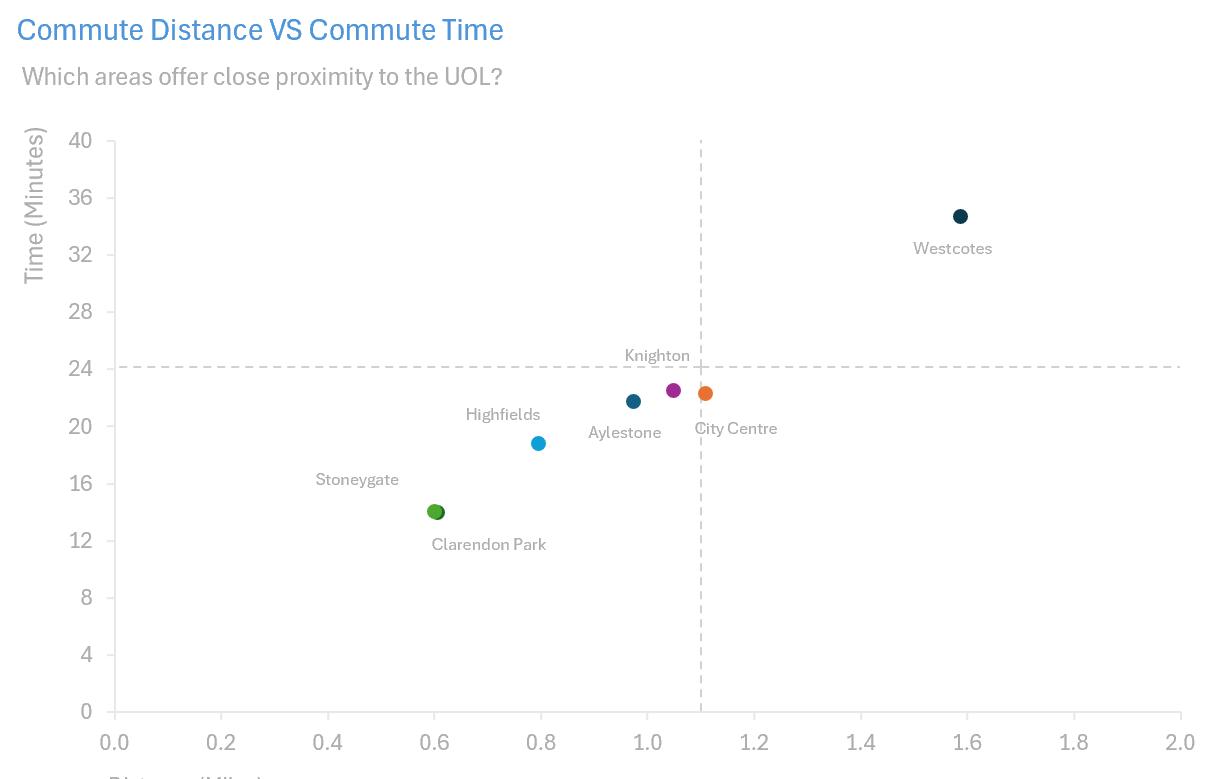 Commute Distance VS Commute Time
Which areas offer close proximity to the UOL?
Time (Minutes)
40
36
32
28
24
20
16
12
8
4
0
Westcotes
Knighton
Highfields
Aylestone
City Centre
Stoneygate
Clarendon Park
0.0 0.2 0.4 0.6 0.8 1.0 1.2 1.4 1.6 1.8 2.0